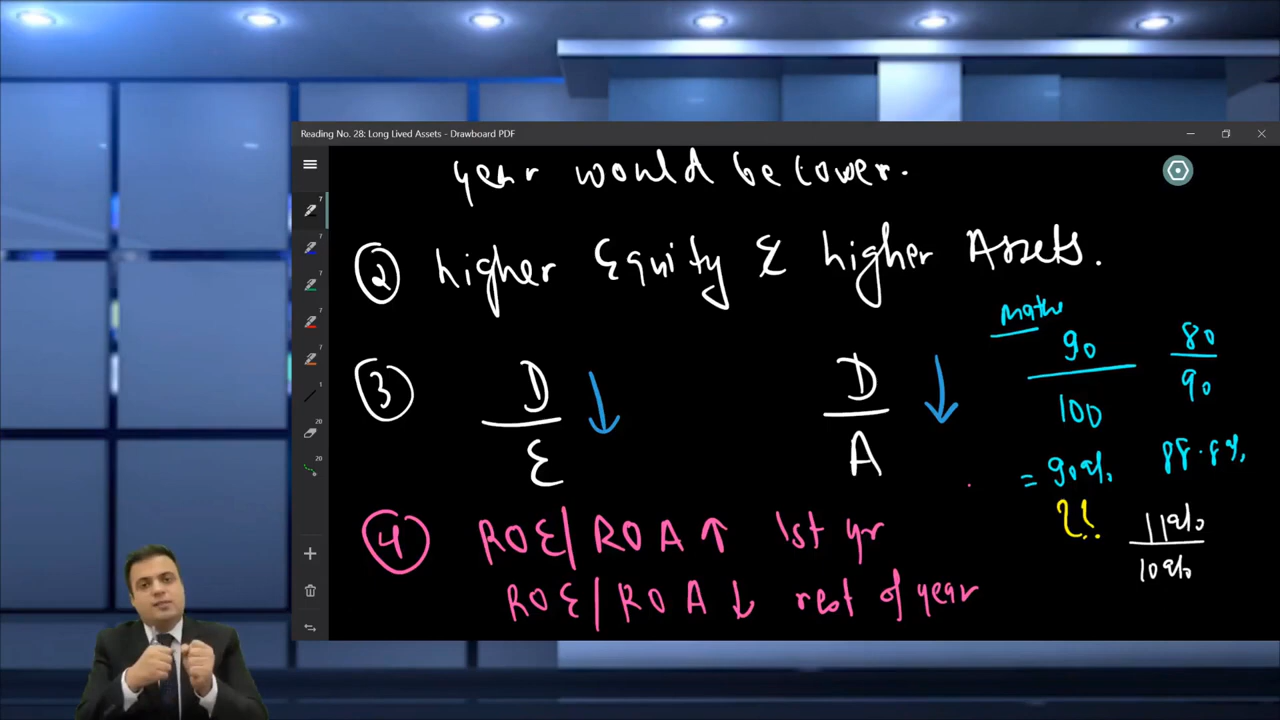 Reading No. 28: Long Lived Assets - Drawboard PDF
year would be lower.
② higher Equity & higher Assets.
③ D/E ↓ D/A ↓
maths
90/100 80/90
= 90% 88.8%
??
11%/10%
④ ROE/ROA ↑ 1st yr
ROE/ROA ↓ rest of year